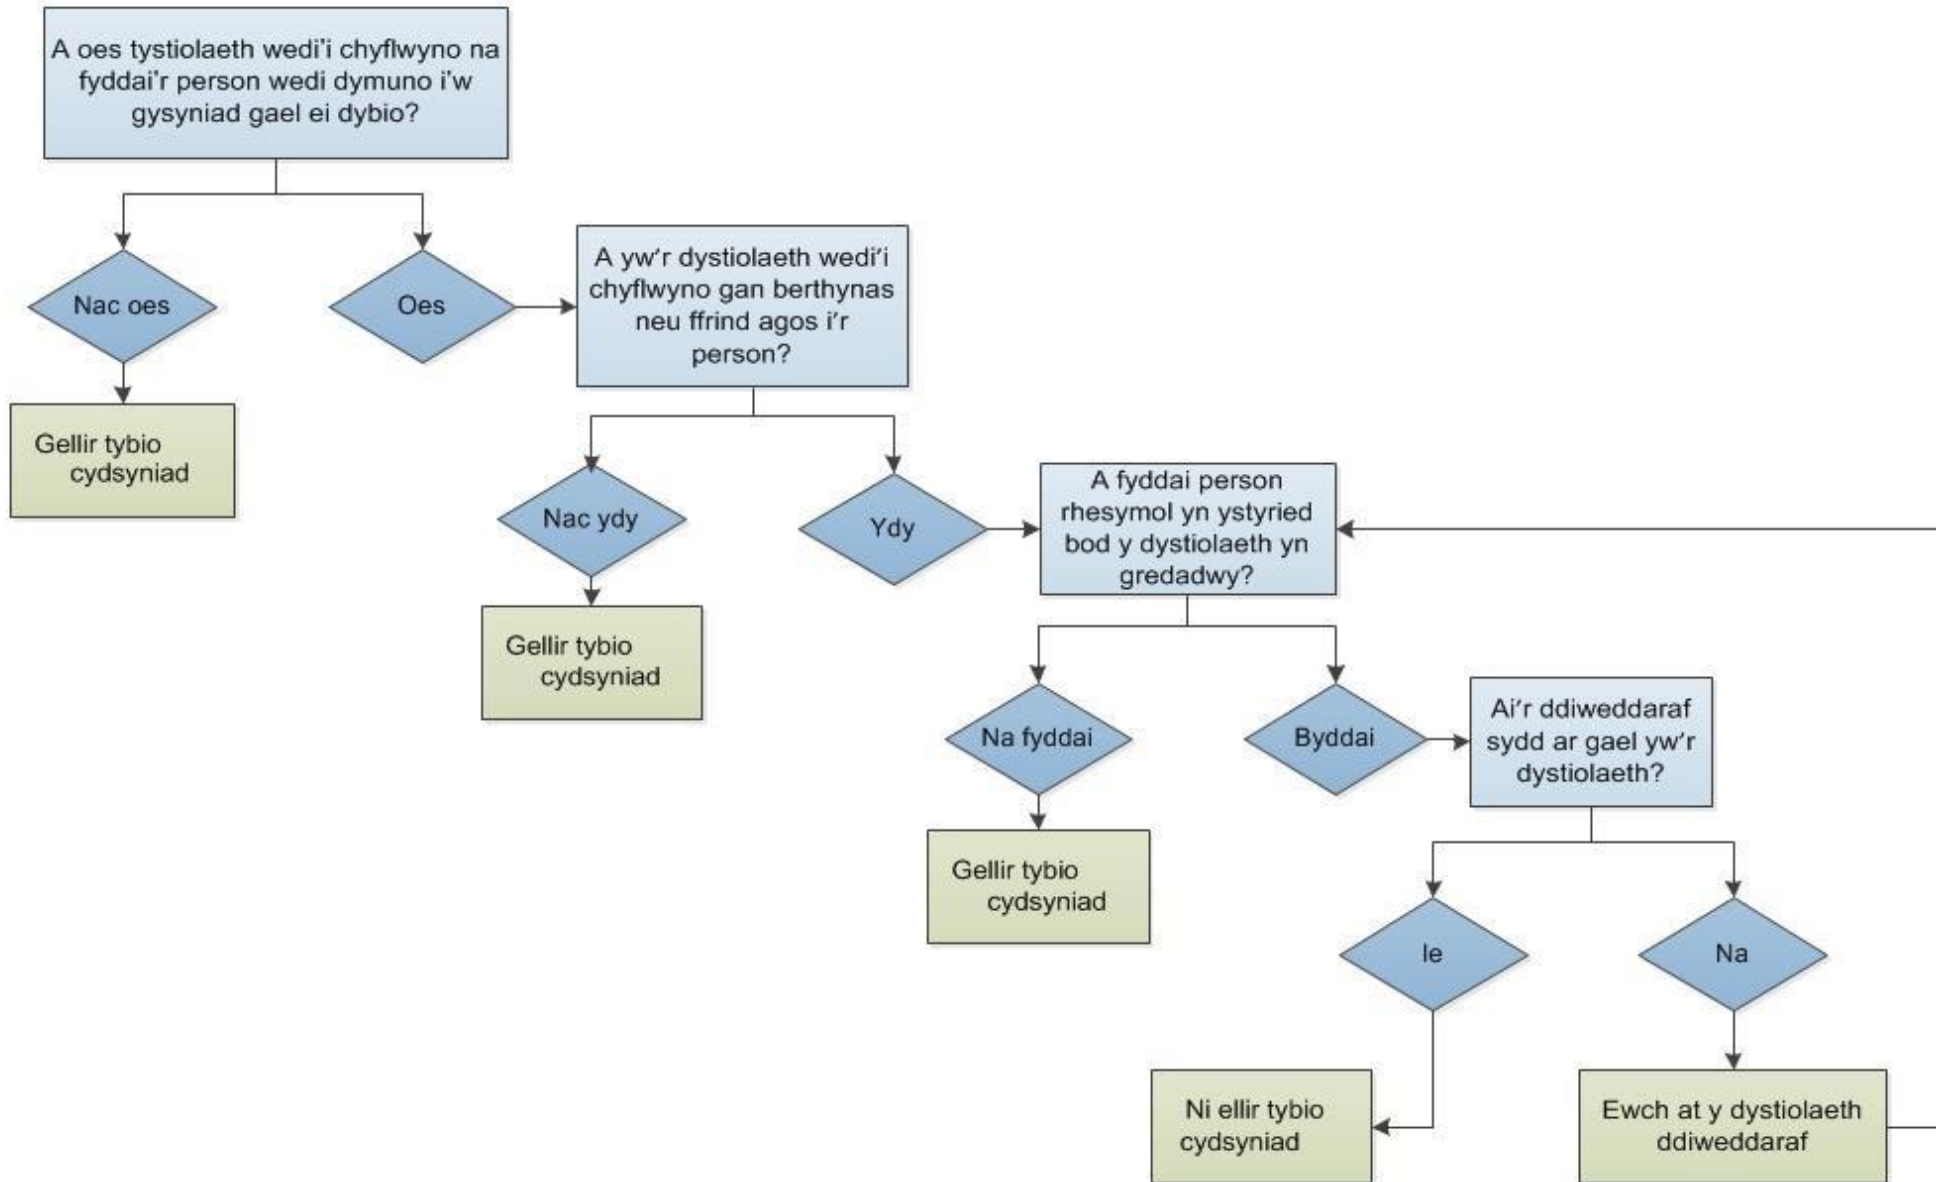 A oes tystiolaeth wedi'i chyflwyno na
fyddai'r person wedi dymuno i'w
gysyniad gael ei dybio?
Nac oes
Oes
A yw'r dystiolaeth wedi'i
chyflwyno gan berthynas
neu ffrind agos i'r
person?
Gellir tybio
cydsyniad
Nac ydy
Ydy
A fyddai person
rhesymol yn ystyried
bod y dystiolaeth yn
gredadwy?
Gellir tybio
cydsyniad
Na fyddai
Byddai
Ai'r ddiweddaraf
sydd ar gael yw'r
dystiolaeth?
Gellir tybio
cydsyniad
Ie
Na
Ni ellir tybio
cydsyniad
Ewch at y dystiolaeth
ddiweddaraf